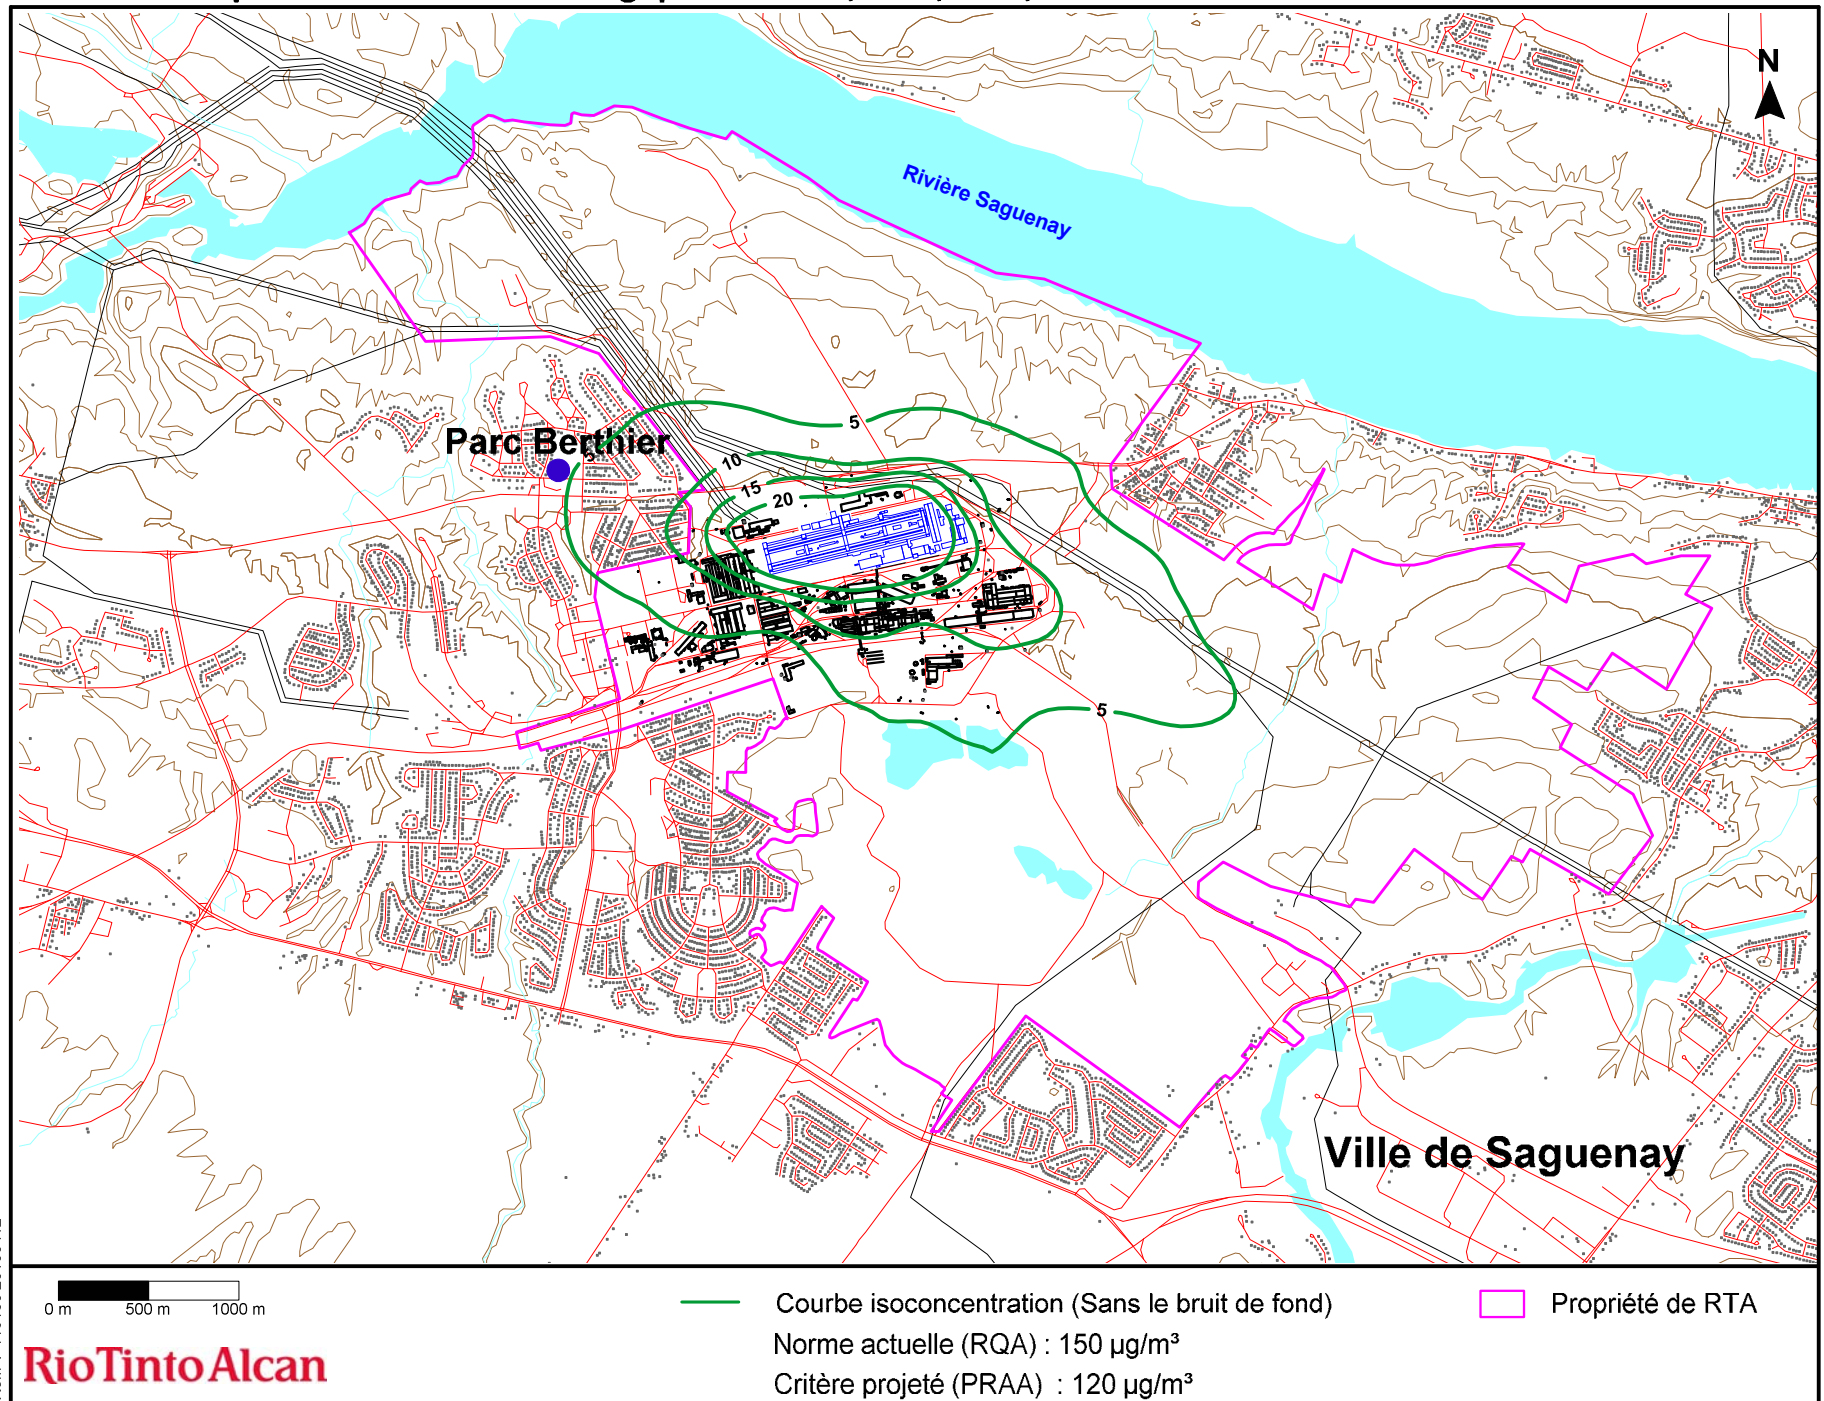 N
Rivière Saguenay
5
Parc Berthier
5
10
15
20
5
Ville de Saguenay
0 m 500 m 1000 m
Courbe isoconcentration (Sans le bruit de fond)
Propriété de RTA
Norme actuelle (RQA) : 150 µg/m³
Critère projeté (PRAA) : 120 µg/m³
RioTinto Alcan